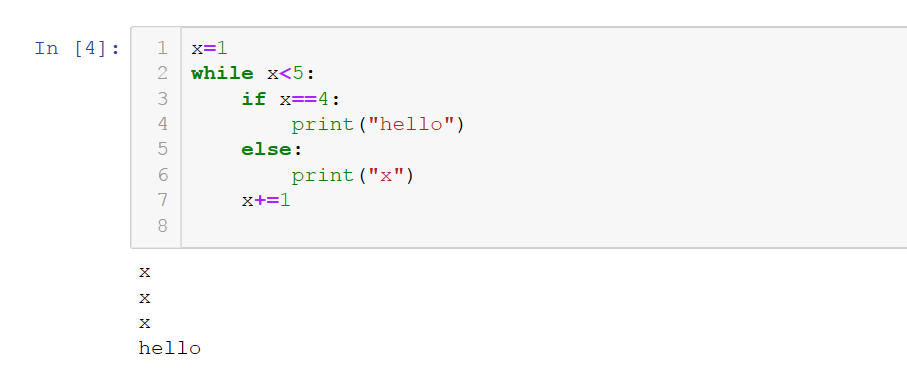 In [4]:
1 x=1
2 while x<5:
3     if x==4:
4         print("hello")
5     else:
6         print("x")
7     x+=1
8
x
x
x
hello